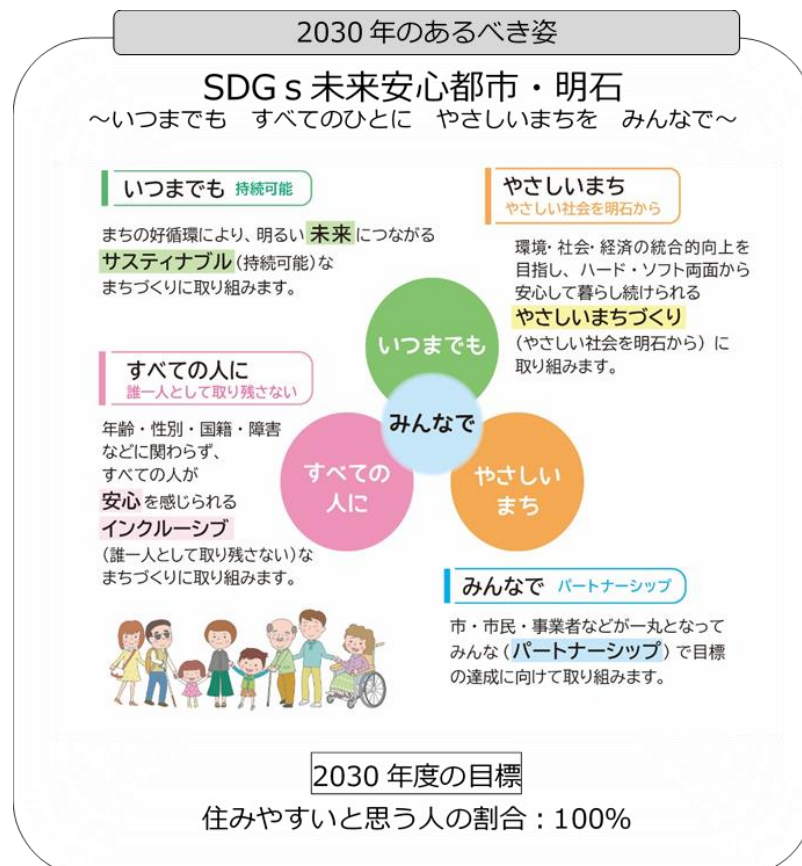 2030 年のあるべき姿
SDGｓ未来安心都市・明石
～いつまでも　すべてのひとに　やさしいまちを　みんなで～
いつまでも 持続可能
まちの好循環により、明るい 未来 につながる
サスティナブル (持続可能) な
まちづくりに取り組みます。
やさしいまち
やさしい社会を明石から
環境・社会・経済の統合的向上を
目指し、ハード・ソフト両面から
安心して暮らし続けられる
やさしいまちづくり
(やさしい社会を明石から) に
取り組みます。
すべての人に
誰一人として取り残さない
年齢・性別・国籍・障害
などに関わらず、
すべての人が
安心 を感じられる
インクルーシブ
(誰一人として取り残さない) な
まちづくりに取り組みます。
いつまでも
みんなで
すべての
人に
やさしい
まち
みんなで パートナーシップ
市・市民・事業者などが一丸となって
みんな ( パートナーシップ ) で目標
の達成に向けて取り組みます。
2030 年度の目標
住みやすいと思う人の割合：100%